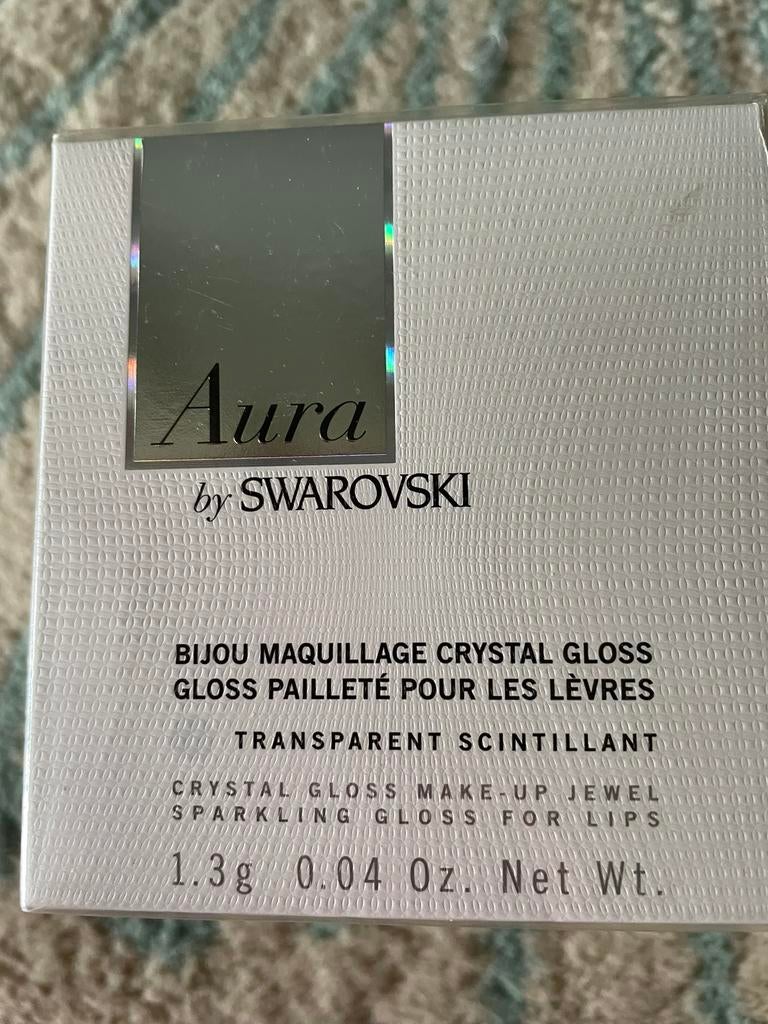 Aura
by SWAROVSKI
BIJOU MAQUILLAGE CRYSTAL GLOSS
GLOSS PAILLETÉ POUR LES LÈVRES
TRANSPARENT SCINTILLANT
CRYSTAL GLOSS MAKE-UP JEWEL
SPARKLING GLOSS FOR LIPS
1.3g 0.04 Oz. Net Wt.